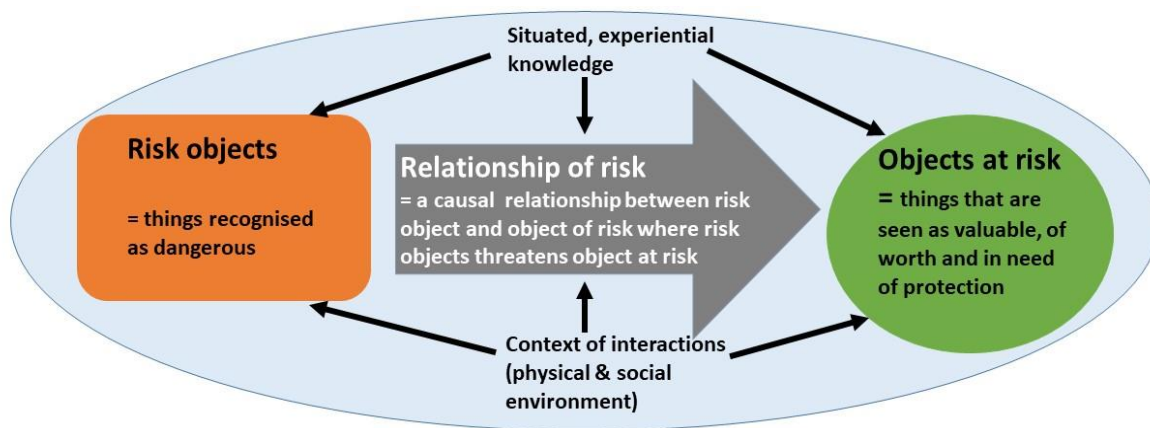 Situated, experiential
knowledge
Risk objects
= things recognised
as dangerous
Relationship of risk
= a causal relationship between risk
object and object of risk where risk
objects threatens object at risk
Objects at risk
= things that are
seen as valuable, of
worth and in need
of protection
Context of interactions
(physical & social
environment)